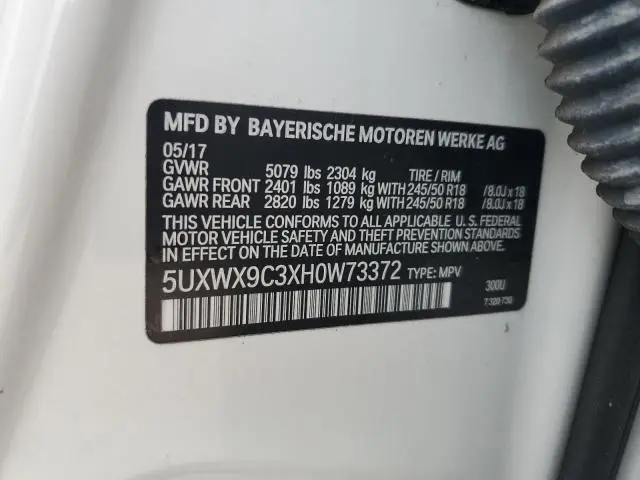 MFD BY BAYERISCHE MOTOREN WERKE AG
05/17
GVWR 5079 lbs 2304 kg TIRE / RIM
GAWR FRONT 2401 lbs 1089 kg WITH 245/50 R18 /8.0J x 18
GAWR REAR 2820 lbs 1279 kg WITH 245/50 R18 /8.0J x 18
THIS VEHICLE CONFORMS TO ALL APPLICABLE U. S. FEDERAL
MOTOR VEHICLE SAFETY AND THEFT PREVENTION STANDARDS
IN EFFECT ON THE DATE OF MANUFACTURE SHOWN ABOVE.
5UXWX9C3XH0W73372 TYPE: MPV 300U
7 320 730